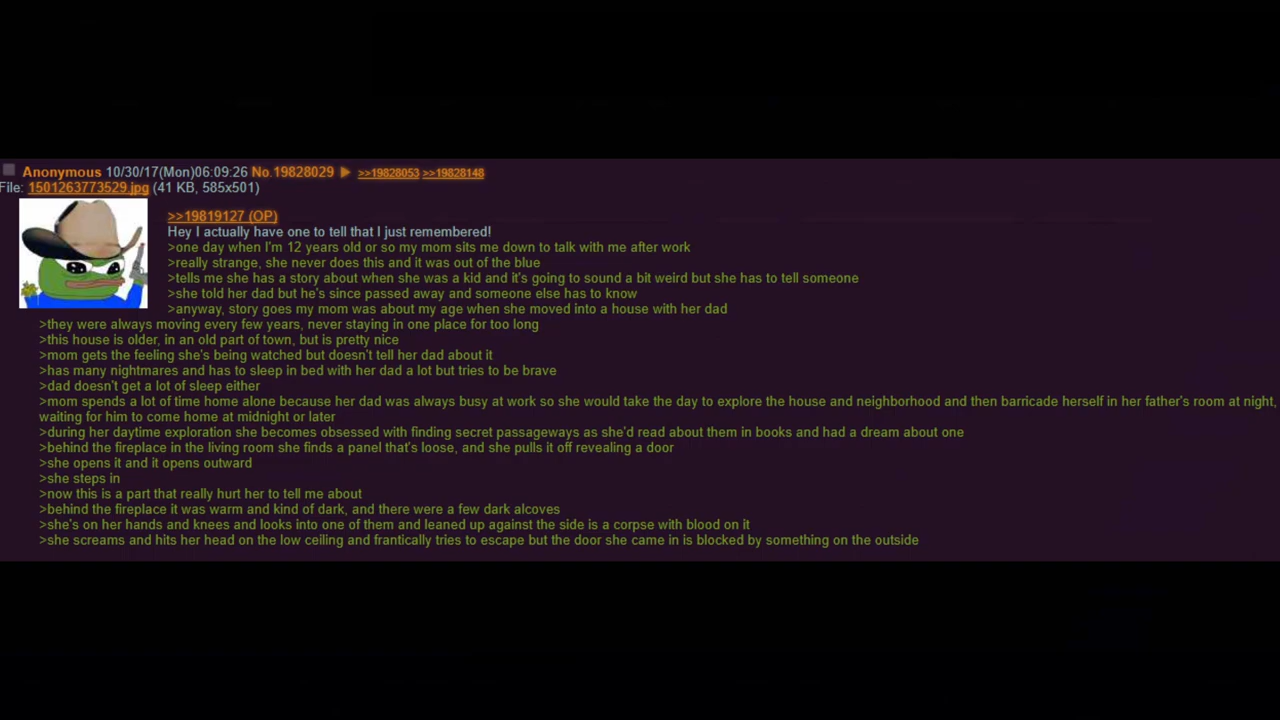 Anonymous 10/30/17(Mon)06:09:26 No.19828029 ▶ >>19828053 >>19828148
File: 1501263773529.jpg (41 KB, 585x501)
>>19819127 (OP)
Hey I actually have one to tell that I just remembered!
>one day when I'm 12 years old or so my mom sits me down to talk with me after work
>really strange, she never does this and it was out of the blue
>tells me she has a story about when she was a kid and it's going to sound a bit weird but she has to tell someone
>she told her dad but he's since passed away and someone else has to know
>anyway, story goes my mom was about my age when she moved into a house with her dad
>they were always moving every few years, never staying in one place for too long
>this house is older, in an old part of town, but is pretty nice
>mom gets the feeling she's being watched but doesn't tell her dad about it
>has many nightmares and has to sleep in bed with her dad a lot but tries to be brave
>dad doesn't get a lot of sleep either
>mom spends a lot of time home alone because her dad was always busy at work so she would take the day to explore the house and neighborhood and then barricade herself in her father's room at night,
waiting for him to come home at midnight or later
>during her daytime exploration she becomes obsessed with finding secret passageways as she'd read about them in books and had a dream about one
>behind the fireplace in the living room she finds a panel that's loose, and she pulls it off revealing a door
>she opens it and it opens outward
>she steps in
>now this is a part that really hurt her to tell me about
>behind the fireplace it was warm and kind of dark, and there were a few dark alcoves
>she's on her hands and knees and looks into one of them and leaned up against the side is a corpse with blood on it
>she screams and hits her head on the low ceiling and frantically tries to escape but the door she came in is blocked by something on the outside